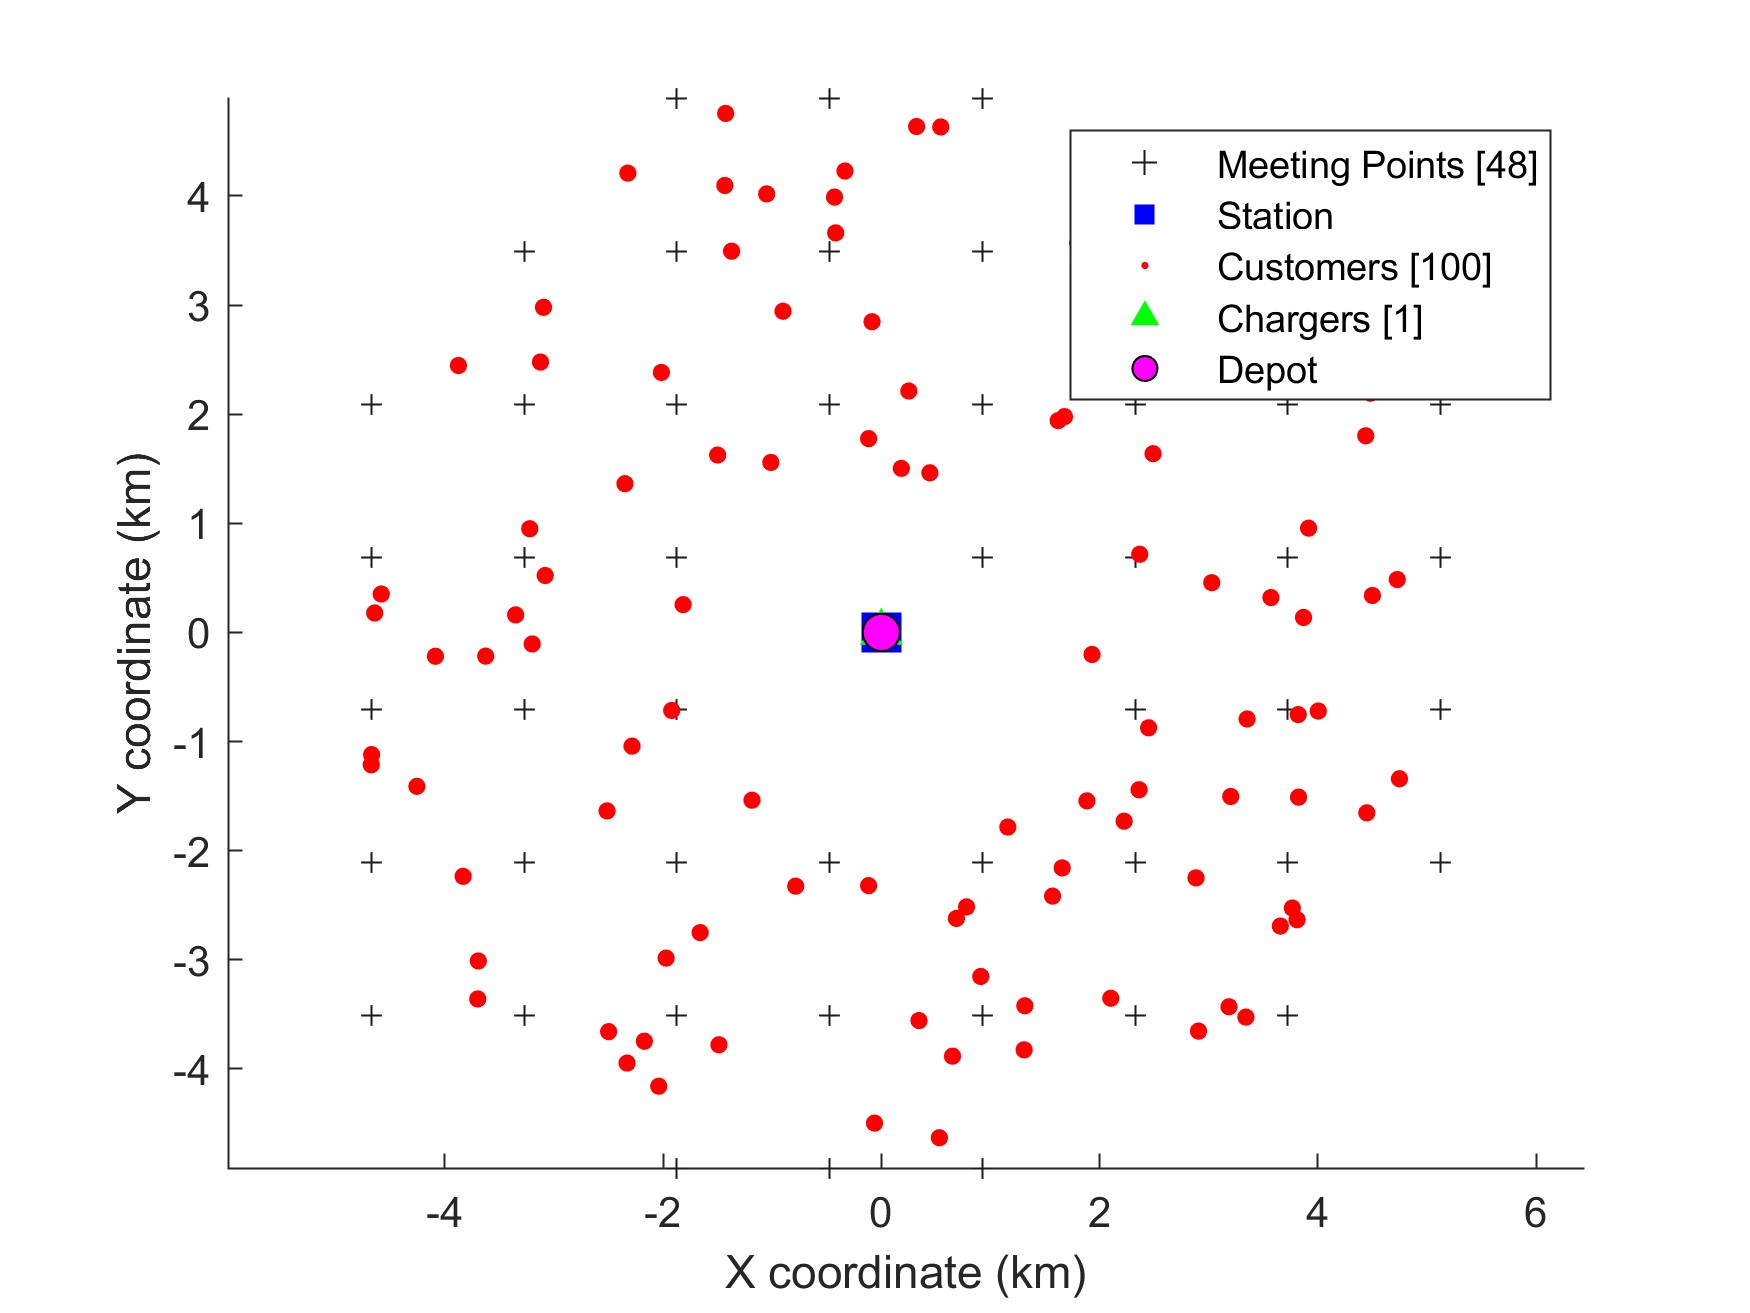 Meeting Points [48]
Station
Customers [100]
Chargers [1]
Depot
4
3
2
1
0
-1
-2
-3
-4
Y coordinate (km)
-4 -2 0 2 4 6
X coordinate (km)